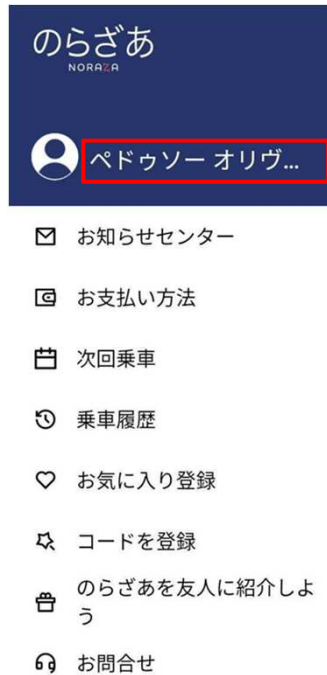 のらざあ
NORAZA
ペドゥソー オリヴ...
お知らせセンター
お支払い方法
次回乗車
乗車履歴
お気に入り登録
コードを登録
のらざあを友人に紹介しよ
う
お問合せ